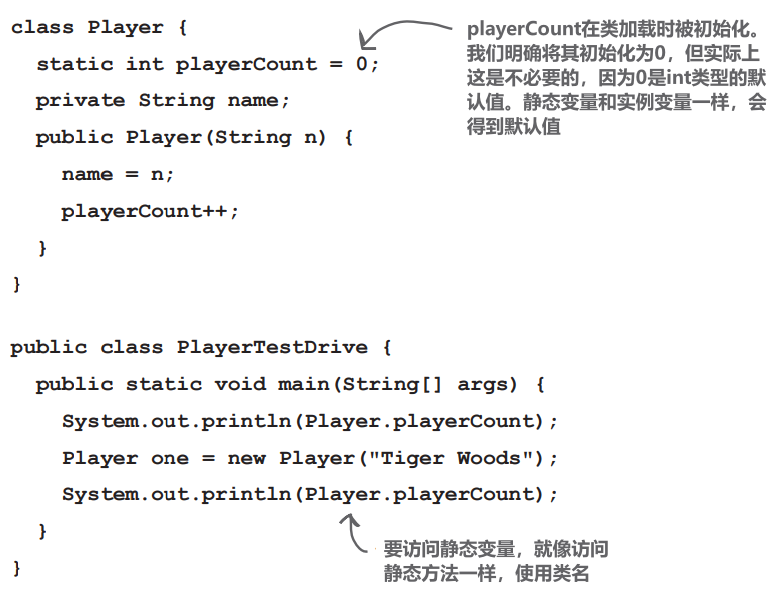 class Player {
playerCount在类加载时被初始化。
我们明确将其初始化为0，但实际上
这是不必要的，因为0是int类型的默
认值。静态变量和实例变量一样，会
得到默认值
  static int playerCount = 0;
  private String name;
  public Player(String n) {
    name = n;
    playerCount++;
  }
}
public class PlayerTestDrive {
  public static void main(String[] args) {
    System.out.println(Player.playerCount);
    Player one = new Player("Tiger Woods");
    System.out.println(Player.playerCount);
  }
}
要访问静态变量，就像访问
静态方法一样，使用类名